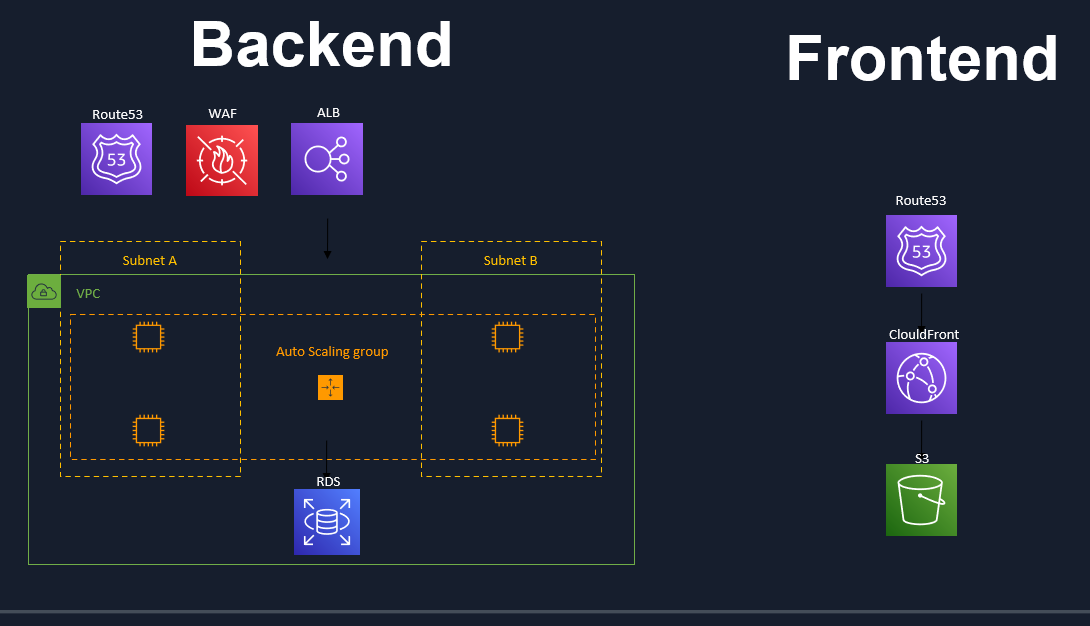 Backend
Frontend
Route53
WAF
ALB
53
Subnet A
Subnet B
VPC
Auto Scaling group
RDS
Route53
53
ClouldFront
S3